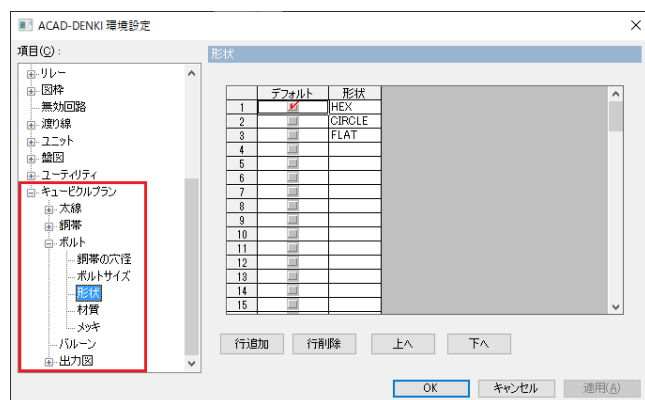 ACAD-DENKI 環境設定
項目(C)：
リレー
図枠
無効回路
渡り線
ユニット
盤図
ユーティリティ
キュービクルプラン
太線
銅帯
ボルト
銅帯の穴径
ボルトサイズ
形状
材質
メッキ
バルーン
出力図
形状
デフォルト 形状
1 HEX
2 CIRCLE
3 FLAT
4
5
6
7
8
9
10
11
12
13
14
15
行追加 行削除 上へ 下へ
OK キャンセル 適用(A)